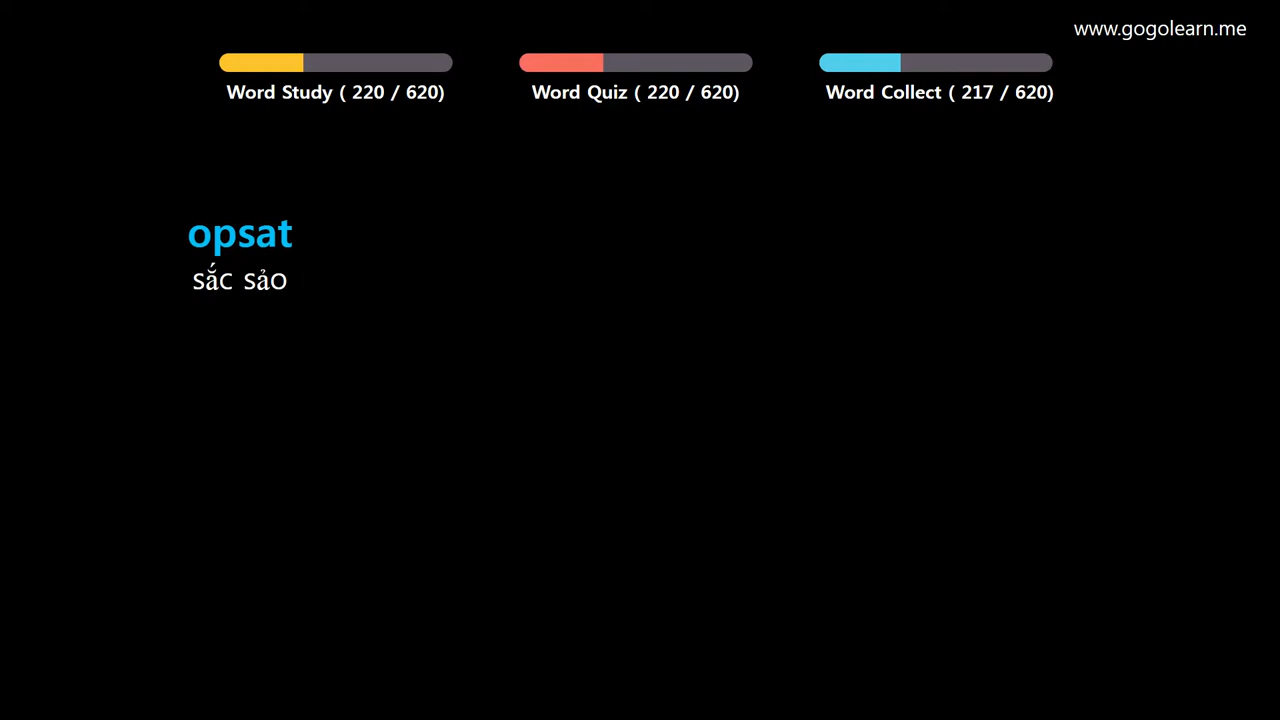 www.gogolearn.me
Word Study ( 220 / 620)
Word Quiz ( 220 / 620)
Word Collect ( 217 / 620)
opsat
sắc sảo